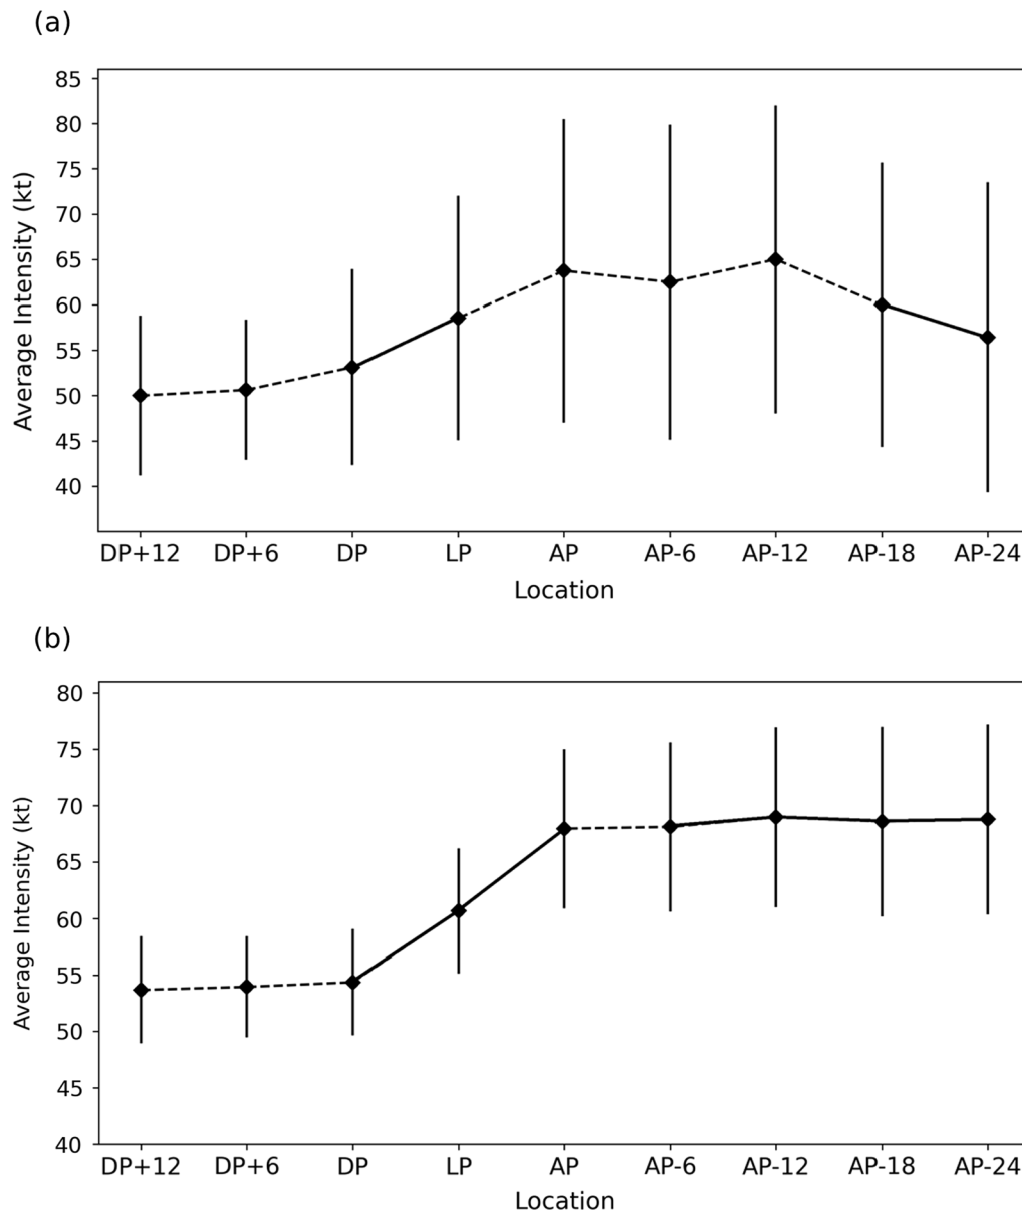 (a)
Average Intensity (kt)
85
80
75
70
65
60
55
50
45
40
DP+12 DP+6 DP LP AP AP-6 AP-12 AP-18 AP-24
Location
(b)
Average Intensity (kt)
80
75
70
65
60
55
50
45
40
DP+12 DP+6 DP LP AP AP-6 AP-12 AP-18 AP-24
Location